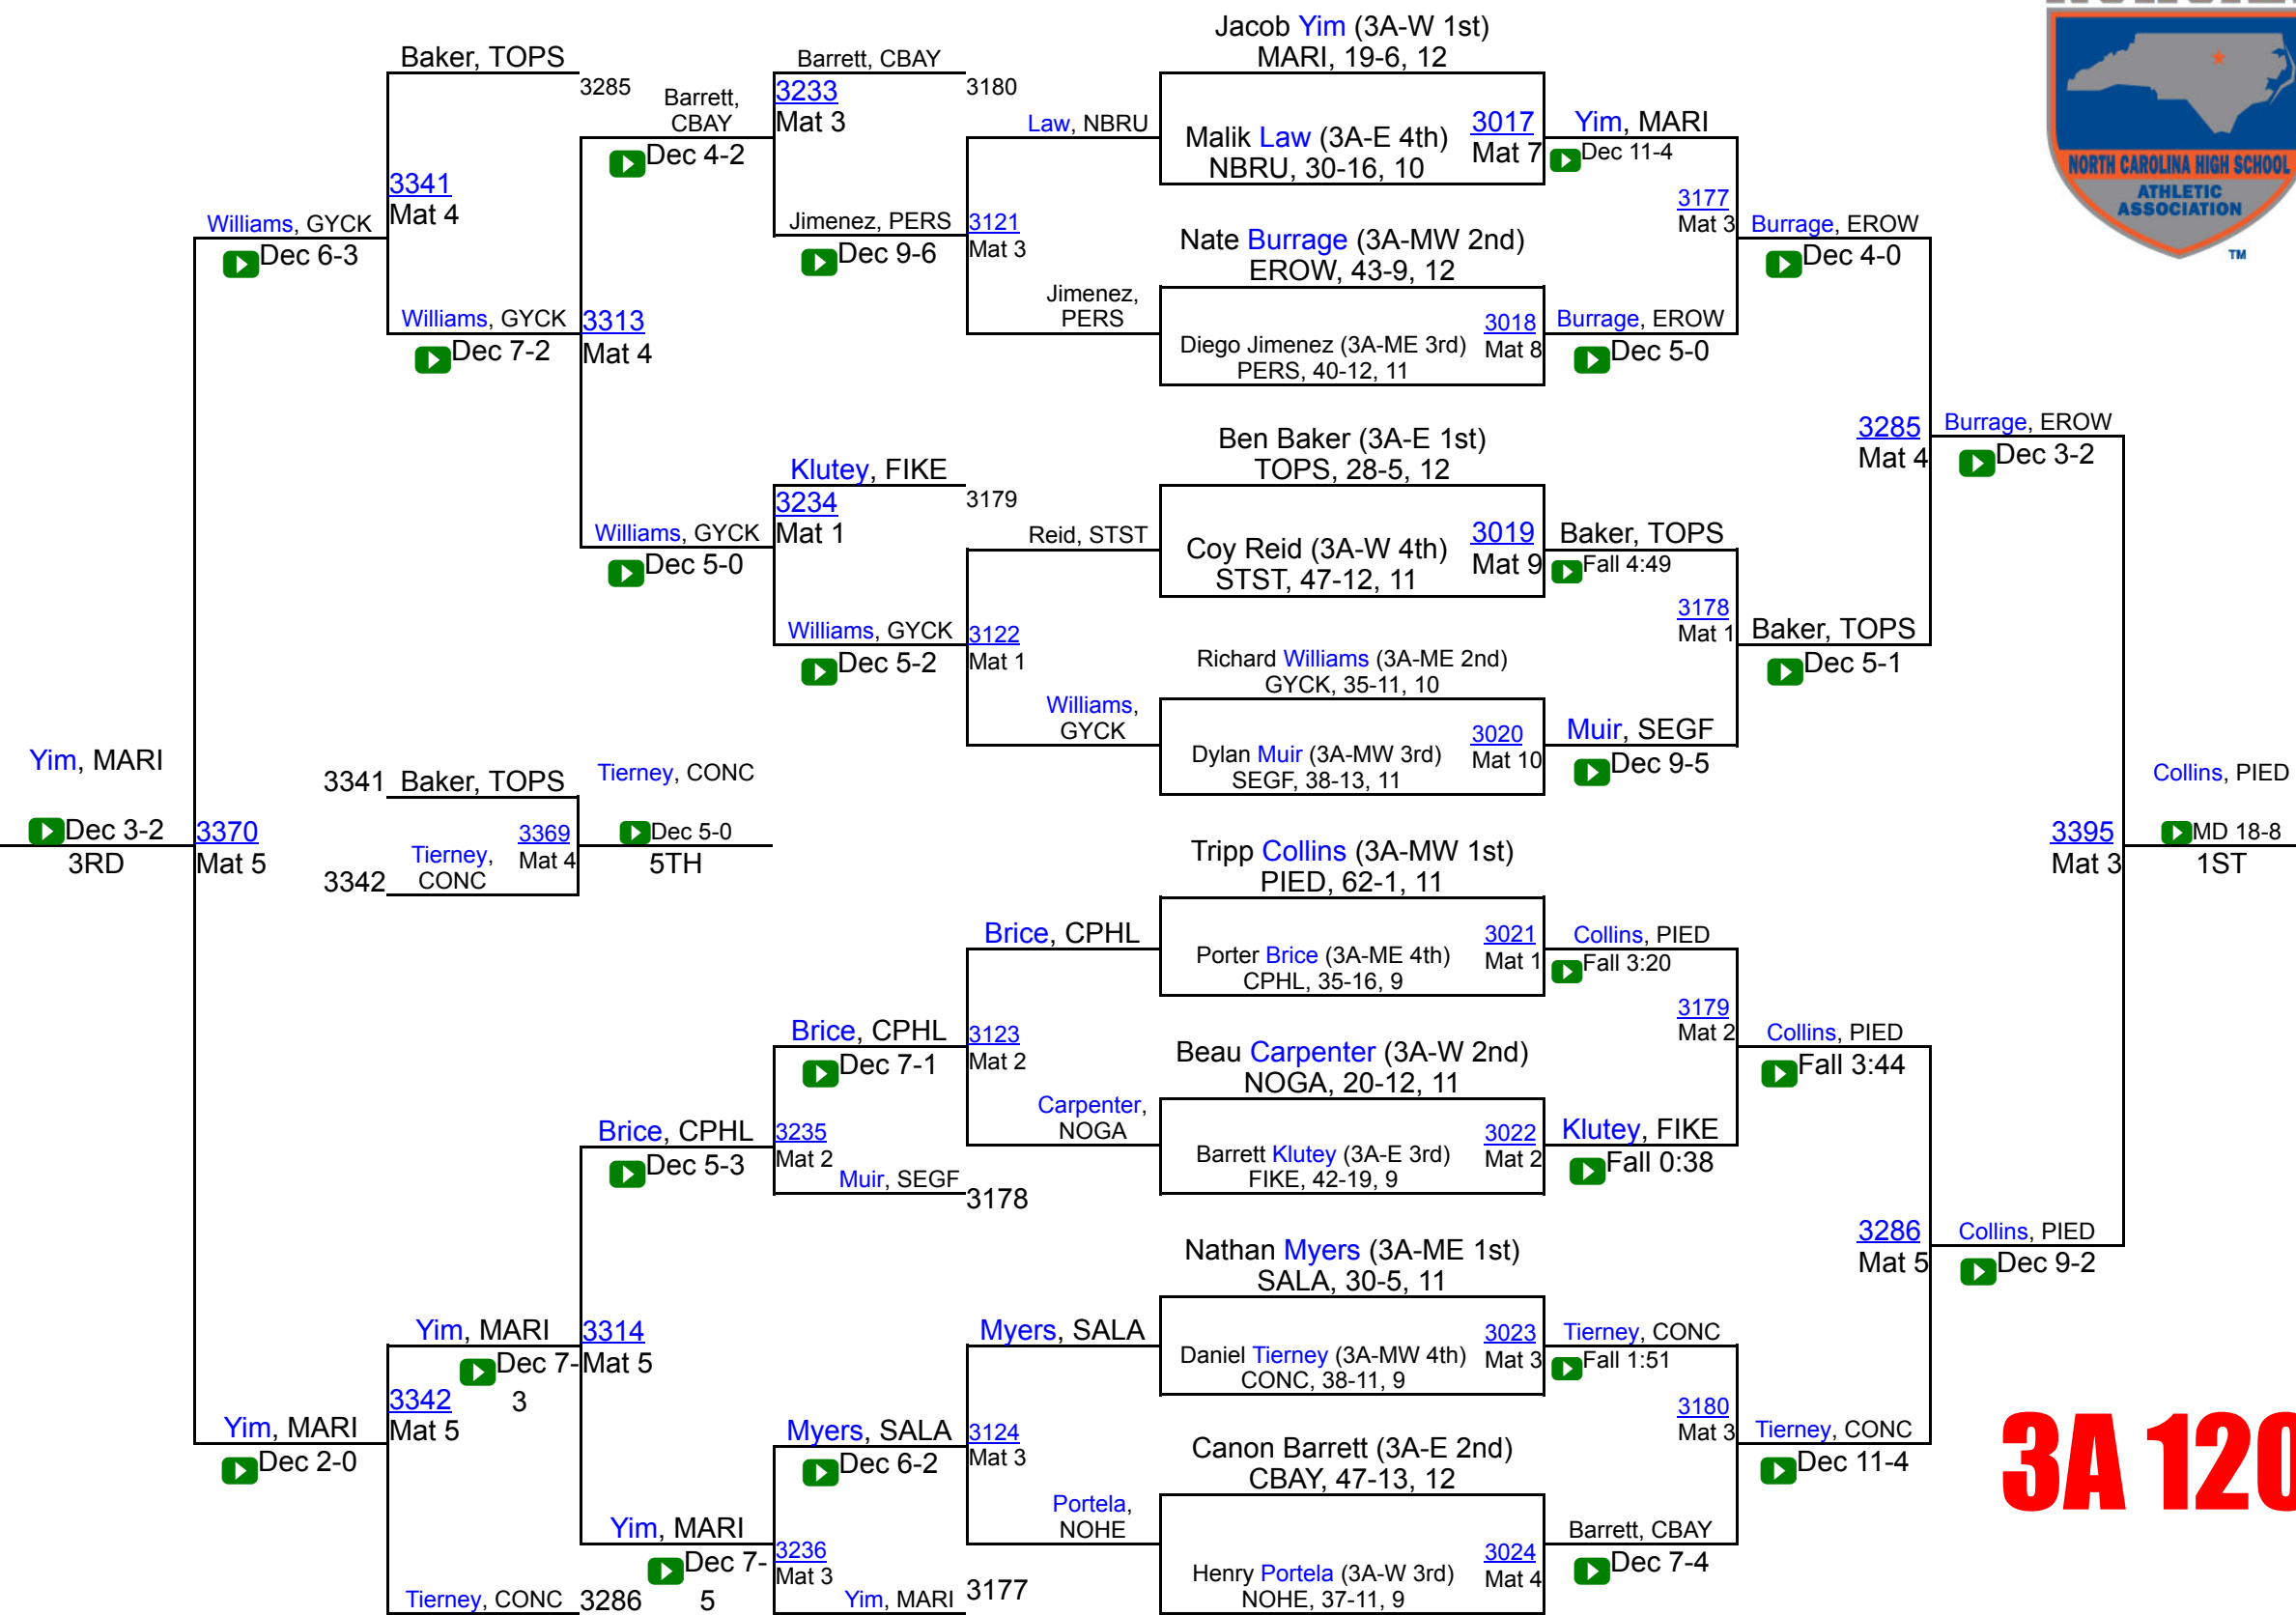 Baker, TOPS
3285
3341
Mat 4
Williams, GYCK
Dec 6-3
Williams, GYCK
Dec 7-2
Barrett,
CBAY
Dec 4-2
3313
Mat 4
Barrett, CBAY
3180
3233
Mat 3
Jimenez, PERS
Dec 9-6
Law, NBRU
3121
Mat 3
Jimenez,
PERS
Klutey, FIKE
3179
3234
Mat 1
Williams, GYCK
Dec 5-0
Williams, GYCK
Dec 5-2
Reid, STST
3122
Mat 1
Williams,
GYCK
Jacob Yim (3A-W 1st)
MARI, 19-6, 12
Malik Law (3A-E 4th)
NBRU, 30-16, 10
3017
Mat 7
Yim, MARI
Dec 11-4
Nate Burrage (3A-MW 2nd)
EROW, 43-9, 12
Diego Jimenez (3A-ME 3rd)
PERS, 40-12, 11
3018
Mat 8
Burrage, EROW
Dec 5-0
3177
Mat 3
Burrage, EROW
Dec 4-0
Ben Baker (3A-E 1st)
TOPS, 28-5, 12
Coy Reid (3A-W 4th)
STST, 47-12, 11
3019
Mat 9
Baker, TOPS
Fall 4:49
Richard Williams (3A-ME 2nd)
GYCK, 35-11, 10
Dylan Muir (3A-MW 3rd)
SEGF, 38-13, 11
3020
Mat 10
Muir, SEGF
Dec 9-5
3178
Mat 1
Baker, TOPS
Dec 5-1
3285
Mat 4
Burrage, EROW
Dec 3-2
NORTH CAROLINA HIGH SCHOOL
ATHLETIC
ASSOCIATION
TM
Yim, MARI
Dec 3-2
3RD
3370
Mat 5
3341 Baker, TOPS
3342
Tierney,
CONC
3369
Mat 4
Tierney, CONC
Dec 5-0
5TH
3395
Mat 3
Collins, PIED
MD 18-8
1ST
Tripp Collins (3A-MW 1st)
PIED, 62-1, 11
Porter Brice (3A-ME 4th)
CPHL, 35-16, 9
3021
Mat 1
Collins, PIED
Fall 3:20
Beau Carpenter (3A-W 2nd)
NOGA, 20-12, 11
Barrett Klutey (3A-E 3rd)
FIKE, 42-19, 9
3022
Mat 2
Klutey, FIKE
Fall 0:38
3179
Mat 2
Collins, PIED
Fall 3:44
Nathan Myers (3A-ME 1st)
SALA, 30-5, 11
Daniel Tierney (3A-MW 4th)
CONC, 38-11, 9
3023
Mat 3
Tierney, CONC
Fall 1:51
Canon Barrett (3A-E 2nd)
CBAY, 47-13, 12
Henry Portela (3A-W 3rd)
NOHE, 37-11, 9
3024
Mat 4
Barrett, CBAY
Dec 7-4
3180
Mat 3
Tierney, CONC
Dec 11-4
3286
Mat 5
Collins, PIED
Dec 9-2
Brice, CPHL
3123
Mat 2
Carpenter,
NOGA
Brice, CPHL
Dec 7-1
3235
Mat 2
Muir, SEGF
3178
Brice, CPHL
Dec 5-3
3314
Mat 5
Myers, SALA
3124
Mat 3
Portela,
NOHE
Myers, SALA
Dec 6-2
3236
Mat 3
Yim, MARI
3177
Yim, MARI
Dec 7-
5
Yim, MARI
Dec 7-
3
3342
Mat 5
Tierney, CONC
3286
Yim, MARI
Dec 2-0
3A 120